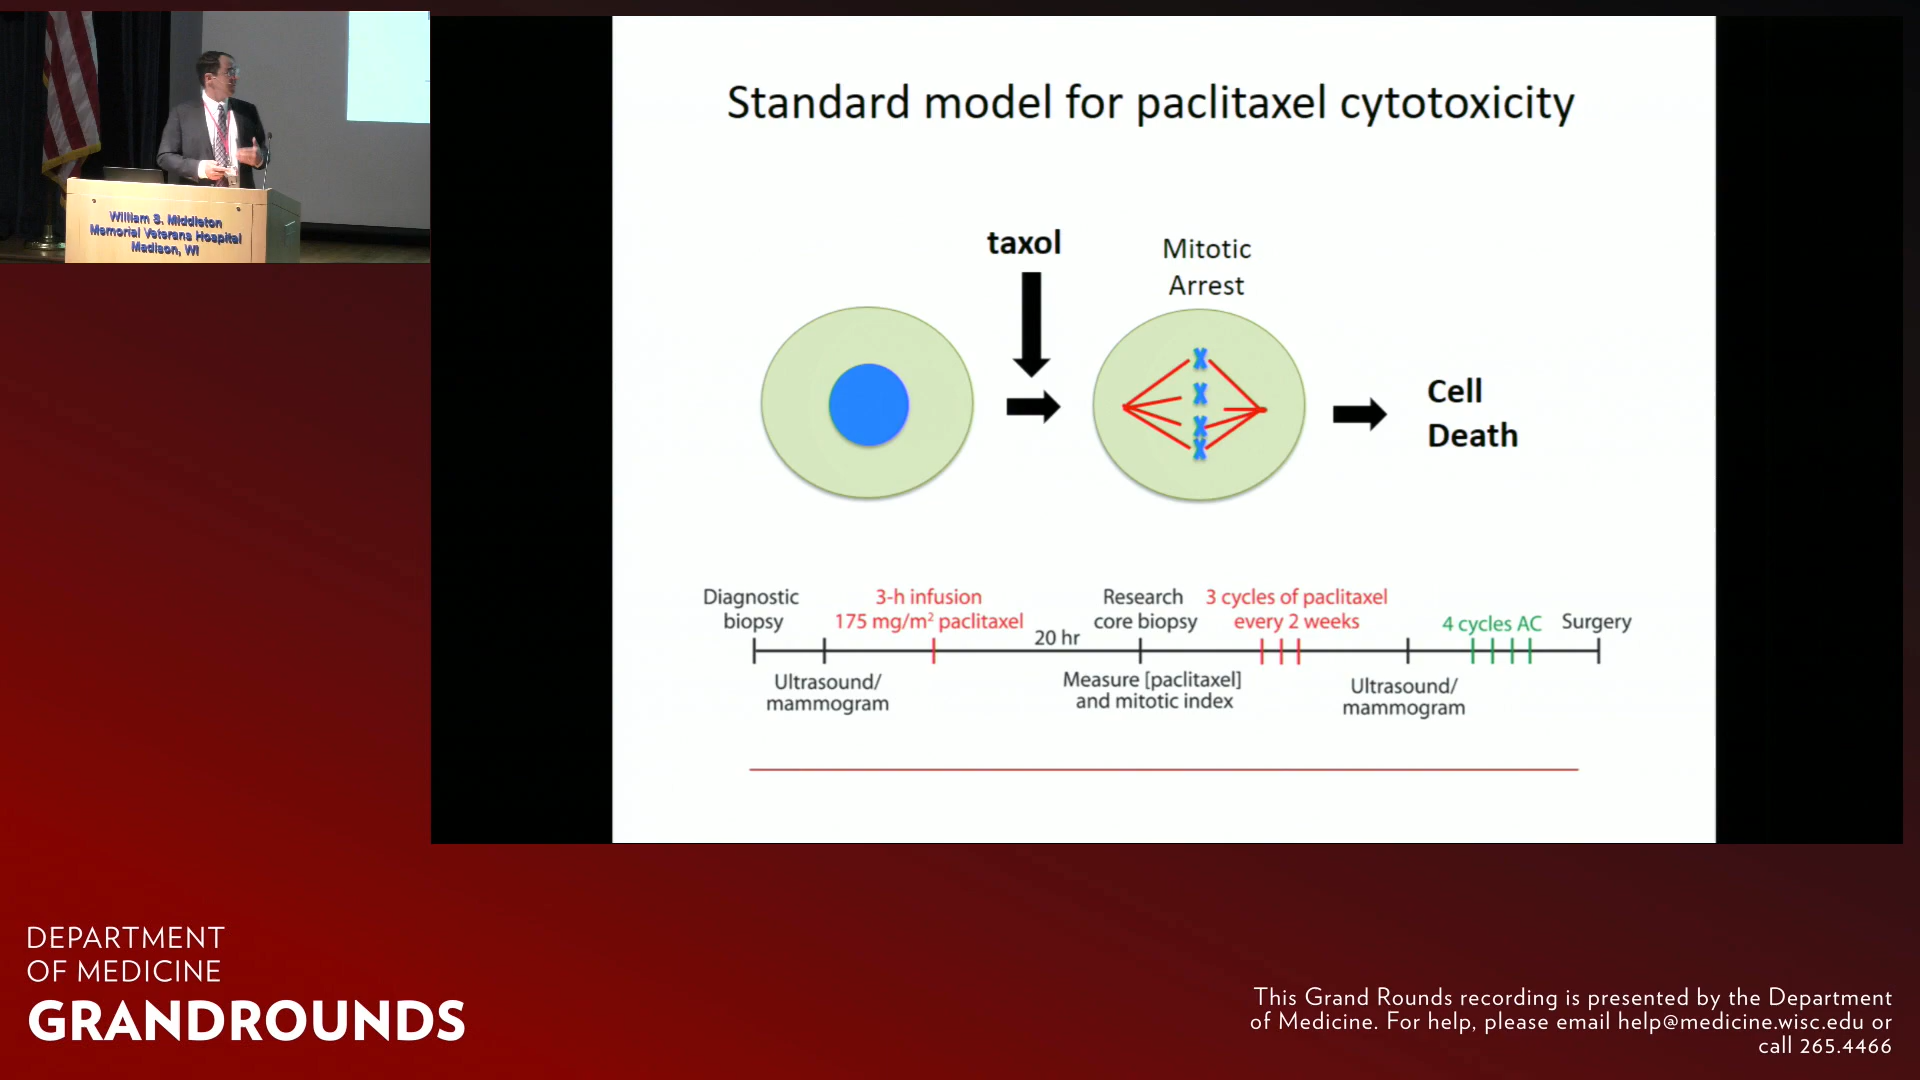 William S. Middleton
Memorial Veterans Hospital
Madison, WI
Standard model for paclitaxel cytotoxicity
taxol
Mitotic
Arrest
Cell
Death
Diagnostic
biopsy
3-h infusion
175 mg/m² paclitaxel
20 hr
Research
core biopsy
3 cycles of paclitaxel
every 2 weeks
4 cycles AC
Surgery
Ultrasound/
mammogram
Measure [paclitaxel]
and mitotic index
Ultrasound/
mammogram
DEPARTMENT
OF MEDICINE
GRANDROUNDS
This Grand Rounds recording is presented by the Department
of Medicine. For help, please email help@medicine.wisc.edu or
call 265.4466